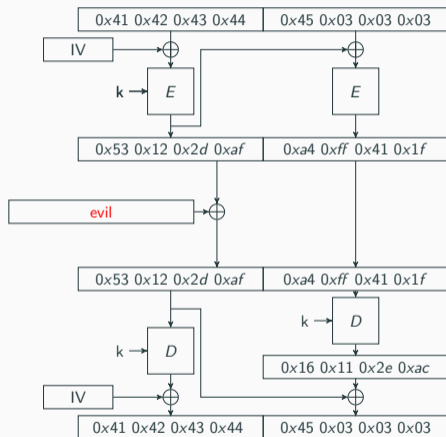 0x41 0x42 0x43 0x44 0x45 0x03 0x03 0x03
IV
k E E
0x53 0x12 0x2d 0xaf 0xa4 0xff 0x41 0x1f
evil
0x53 0x12 0x2d 0xaf 0xa4 0xff 0x41 0x1f
k D
k D
0x16 0x11 0x2e 0xac
IV
0x41 0x42 0x43 0x44 0x45 0x03 0x03 0x03